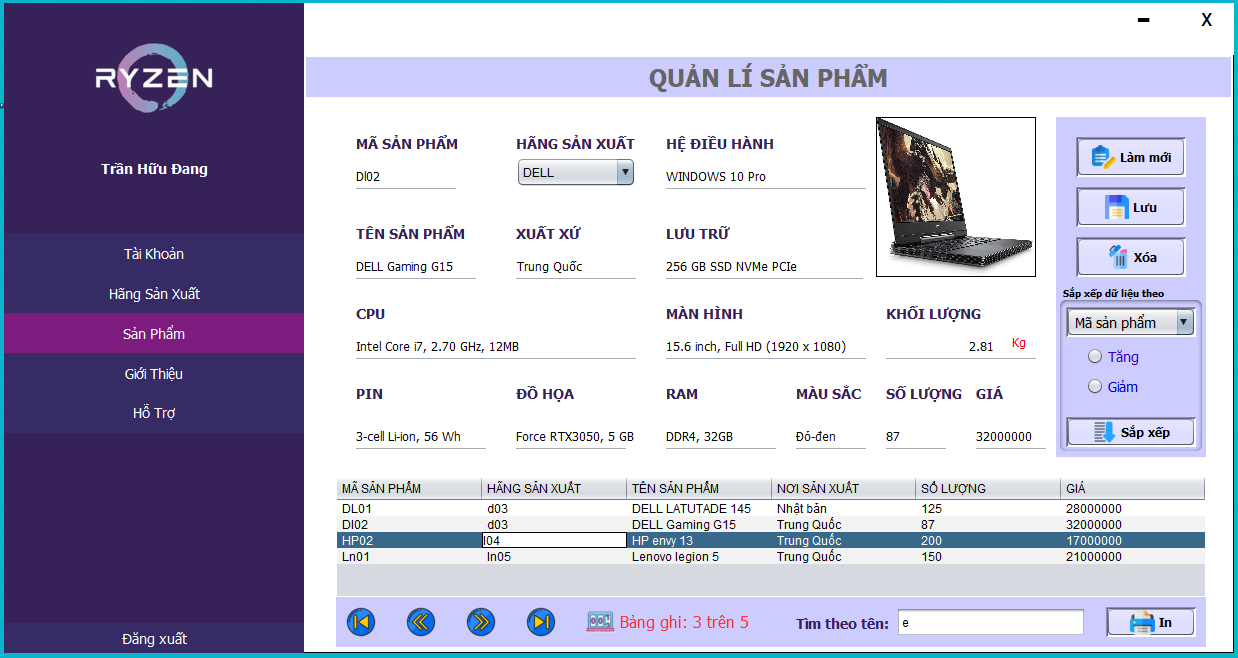 X
RYZEN
Trần Hữu Đang
Tài Khoản
Hãng Sản Xuất
Sản Phẩm
Giới Thiệu
Hỗ Trợ
Đăng xuất
QUẢN LÍ SẢN PHẨM
MÃ SẢN PHẨM HÃNG SẢN XUẤT HỆ ĐIỀU HÀNH
Dl02 DELL WINDOWS 10 Pro
TÊN SẢN PHẨM XUẤT XỨ LƯU TRỮ
DELL Gaming G15 Trung Quốc 256 GB SSD NVMe PCIe
CPU MÀN HÌNH KHỐI LƯỢNG
Intel Core i7, 2.70 GHz, 12MB 15.6 inch, Full HD (1920 x 1080) 2.81 Kg
PIN ĐỒ HỌA RAM MÀU SẮC SỐ LƯỢNG GIÁ
3-cell Li-ion, 56 Wh Force RTX3050, 5 GB DDR4, 32GB Đỏ-đen 87 32000000
Làm mới
Lưu
Xóa
Sắp xếp dữ liệu theo
Mã sản phẩm
Tăng
Giảm
Sắp xếp
MÃ SẢN PHẨM HÃNG SẢN XUẤT TÊN SẢN PHẨM NƠI SẢN XUẤT SỐ LƯỢNG GIÁ
DL01 d03 DELL LATUTADE 145 Nhật bản 125 28000000
Dl02 d03 DELL Gaming G15 Trung Quốc 87 32000000
HP02 l04 HP envy 13 Trung Quốc 200 17000000
Ln01 ln05 Lenovo legion 5 Trung Quốc 150 21000000
Bảng ghi: 3 trên 5 Tìm theo tên: e In